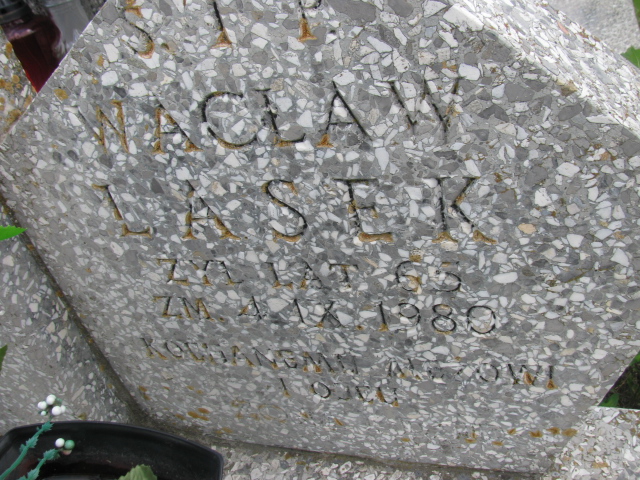 Ś P
WACŁAW
LASEK
ŻYŁ LAT 65
ZM. 4.IX.1980
KOCHANEMU MĘŻOWI
I OJCU